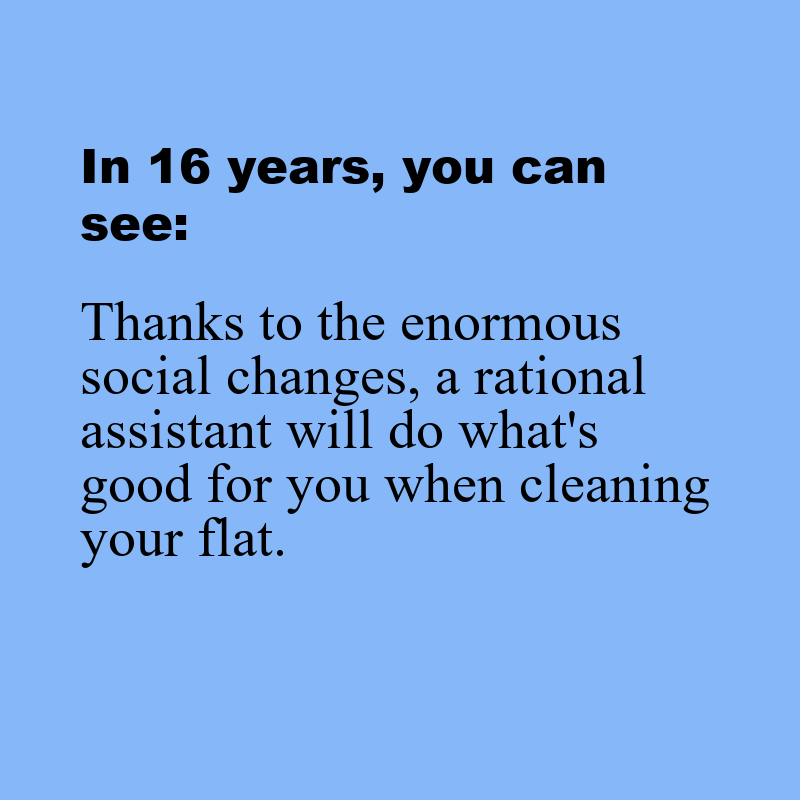 In 16 years, you can
see:
Thanks to the enormous
social changes, a rational
assistant will do what's
good for you when cleaning
your flat.